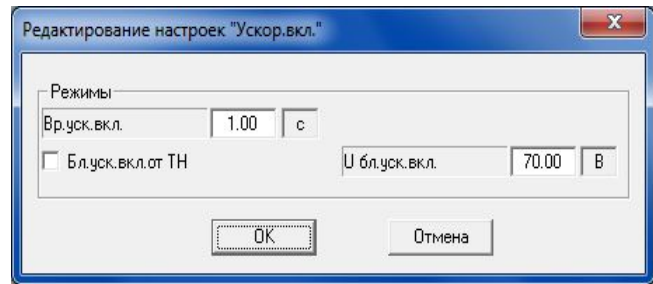 Редактирование настроек "Ускор.вкл."
Режимы
Вр.уск.вкл. 1.00 с
Бл.уск.вкл.от ТН U бл.уск.вкл. 70.00 В
OK Отмена